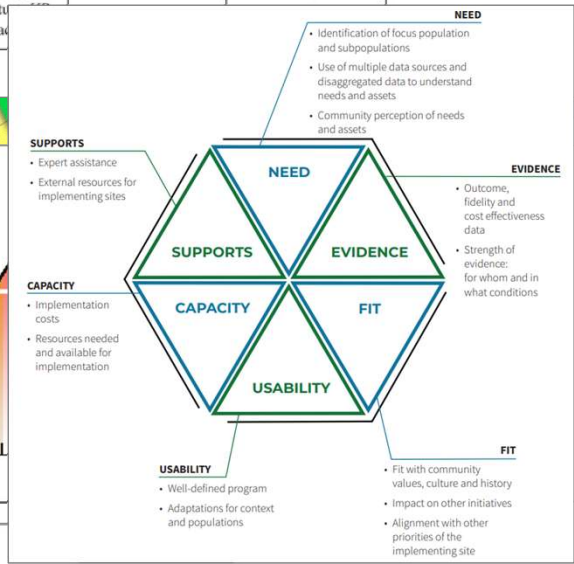 NEED
• Identification of focus population
and subpopulations
• Use of multiple data sources and
disaggregated data to understand
needs and assets
• Community perception of needs
and assets
SUPPORTS
• Expert assistance
• External resources for
implementing sites
EVIDENCE
• Outcome,
fidelity and
cost effectiveness
data
• Strength of
evidence:
for whom and in
what conditions
NEED
SUPPORTS
EVIDENCE
CAPACITY
FIT
USABILITY
CAPACITY
• Implementation
costs
• Resources needed
and available for
implementation
USABILITY
• Well-defined program
• Adaptations for context
and populations
FIT
• Fit with community
values, culture and history
• Impact on other initiatives
• Alignment with other
priorities of the
implementing site